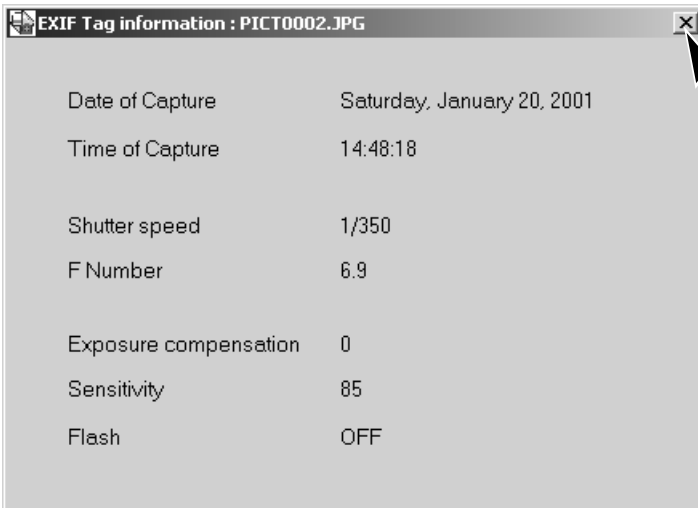 EXIF Tag information : PICT0002.JPG
Date of Capture Saturday, January 20, 2001
Time of Capture 14:48:18
Shutter speed 1/350
F Number 6.9
Exposure compensation 0
Sensitivity 85
Flash OFF